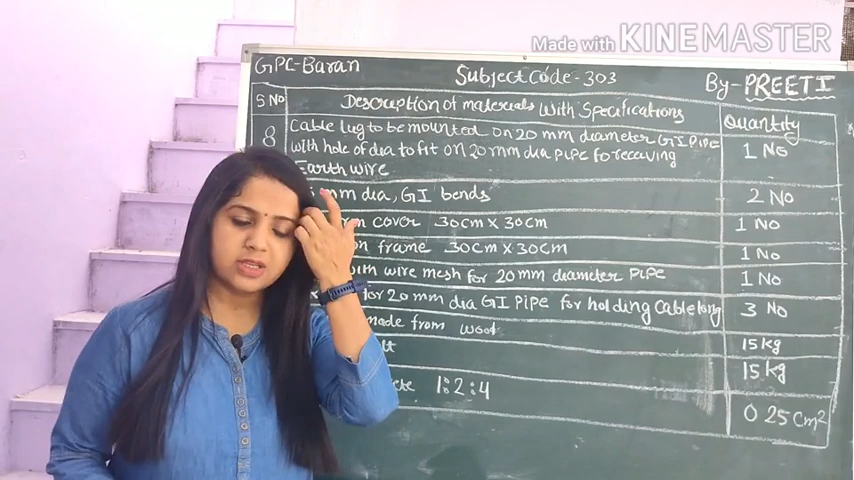 Made with KINEMASTER
GPC-Baran Subject Code-303 By-PREETI
S No Description of materials With Specifications Quantity
8 Cable lug to be mounted on 20 mm diameter GI Pipe
with hole of dia to fit on 20 mm dia pipe for receiving 1 No
Earth wire
mm dia, GI bends 2 No
cover 30cm x 30cm 1 No
frame 30cm x 30cm 1 No
with wire mesh for 20 mm diameter pipe 1 No
for 20 mm dia GI Pipe for holding Cable long 3 No
made from wood 15 kg
15 kg
1:2:4 0 25 Cm²